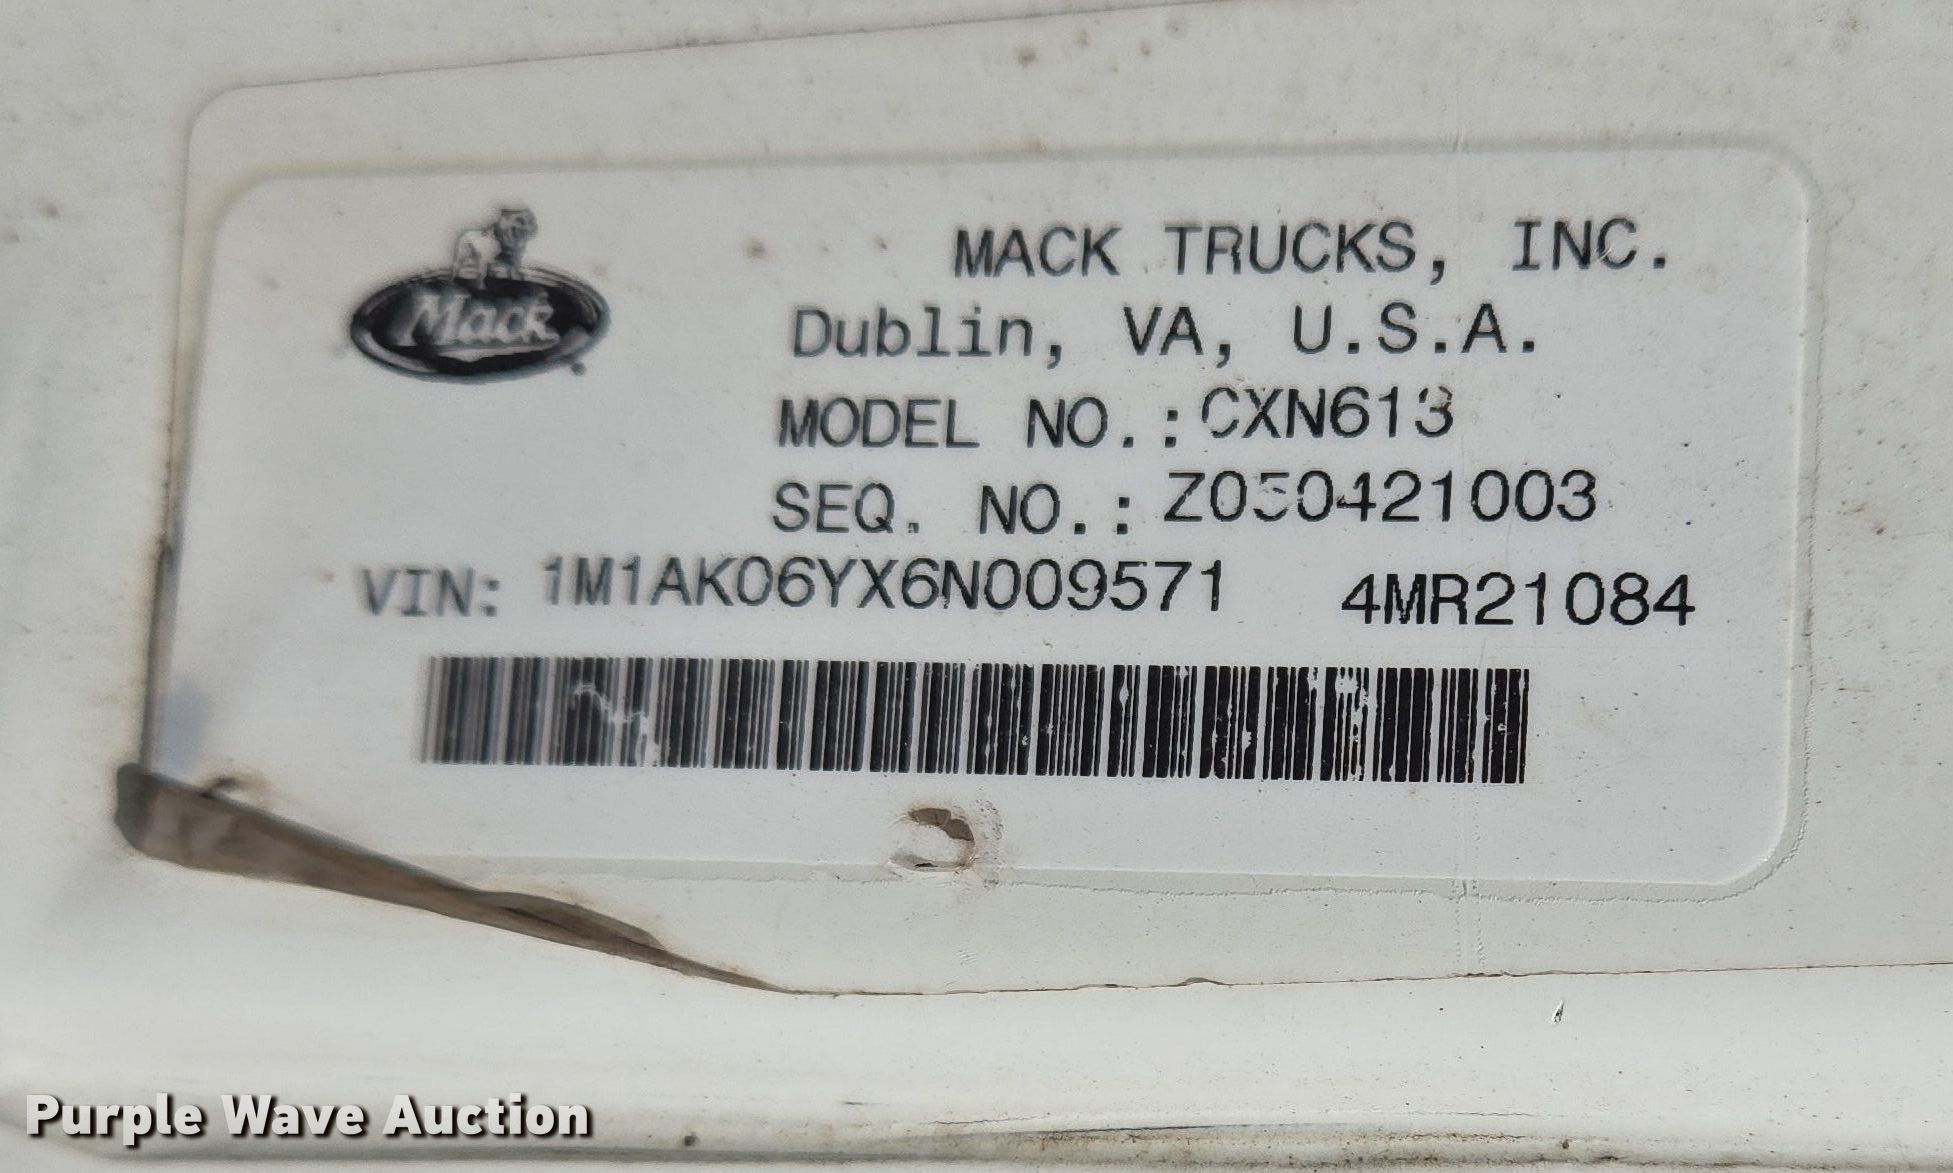 Mack
MACK TRUCKS, INC.
Dublin, VA, U.S.A.
MODEL NO.:CXN613
SEQ. NO.: Z050421003
VIN: 1M1AK06YX6N009571 4MR21084
Purple Wave Auction